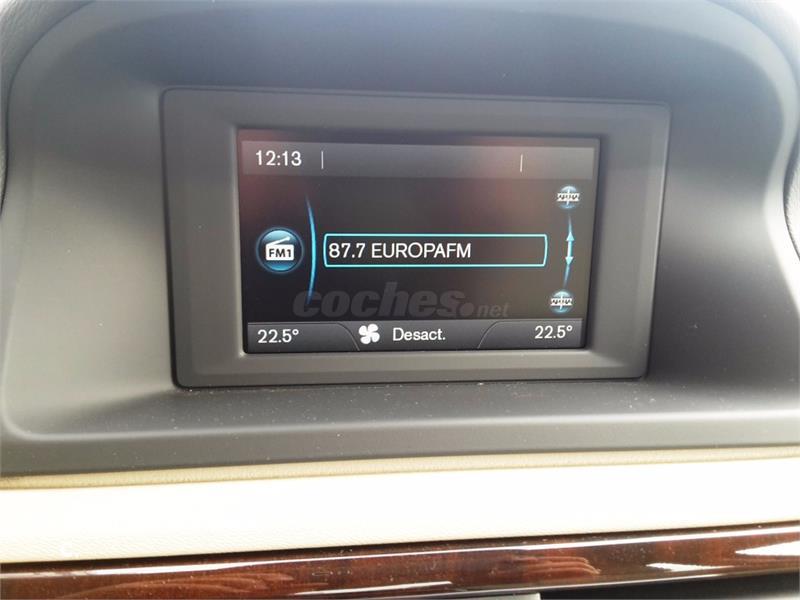 12:13
FM1
87.7 EUROPAFM
coches.net
22.5° Desact. 22.5°